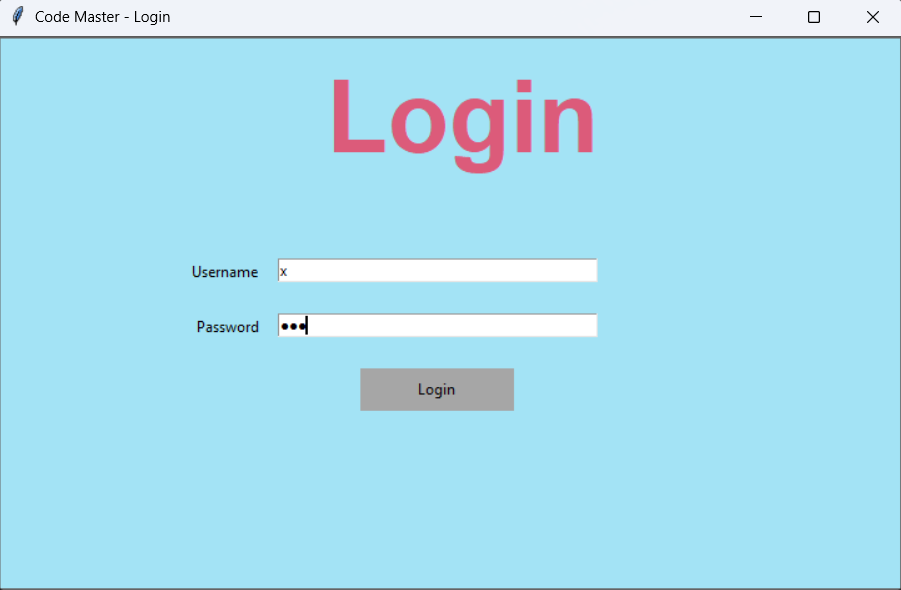 Code Master - Login
Login
Username x
Password •••
Login